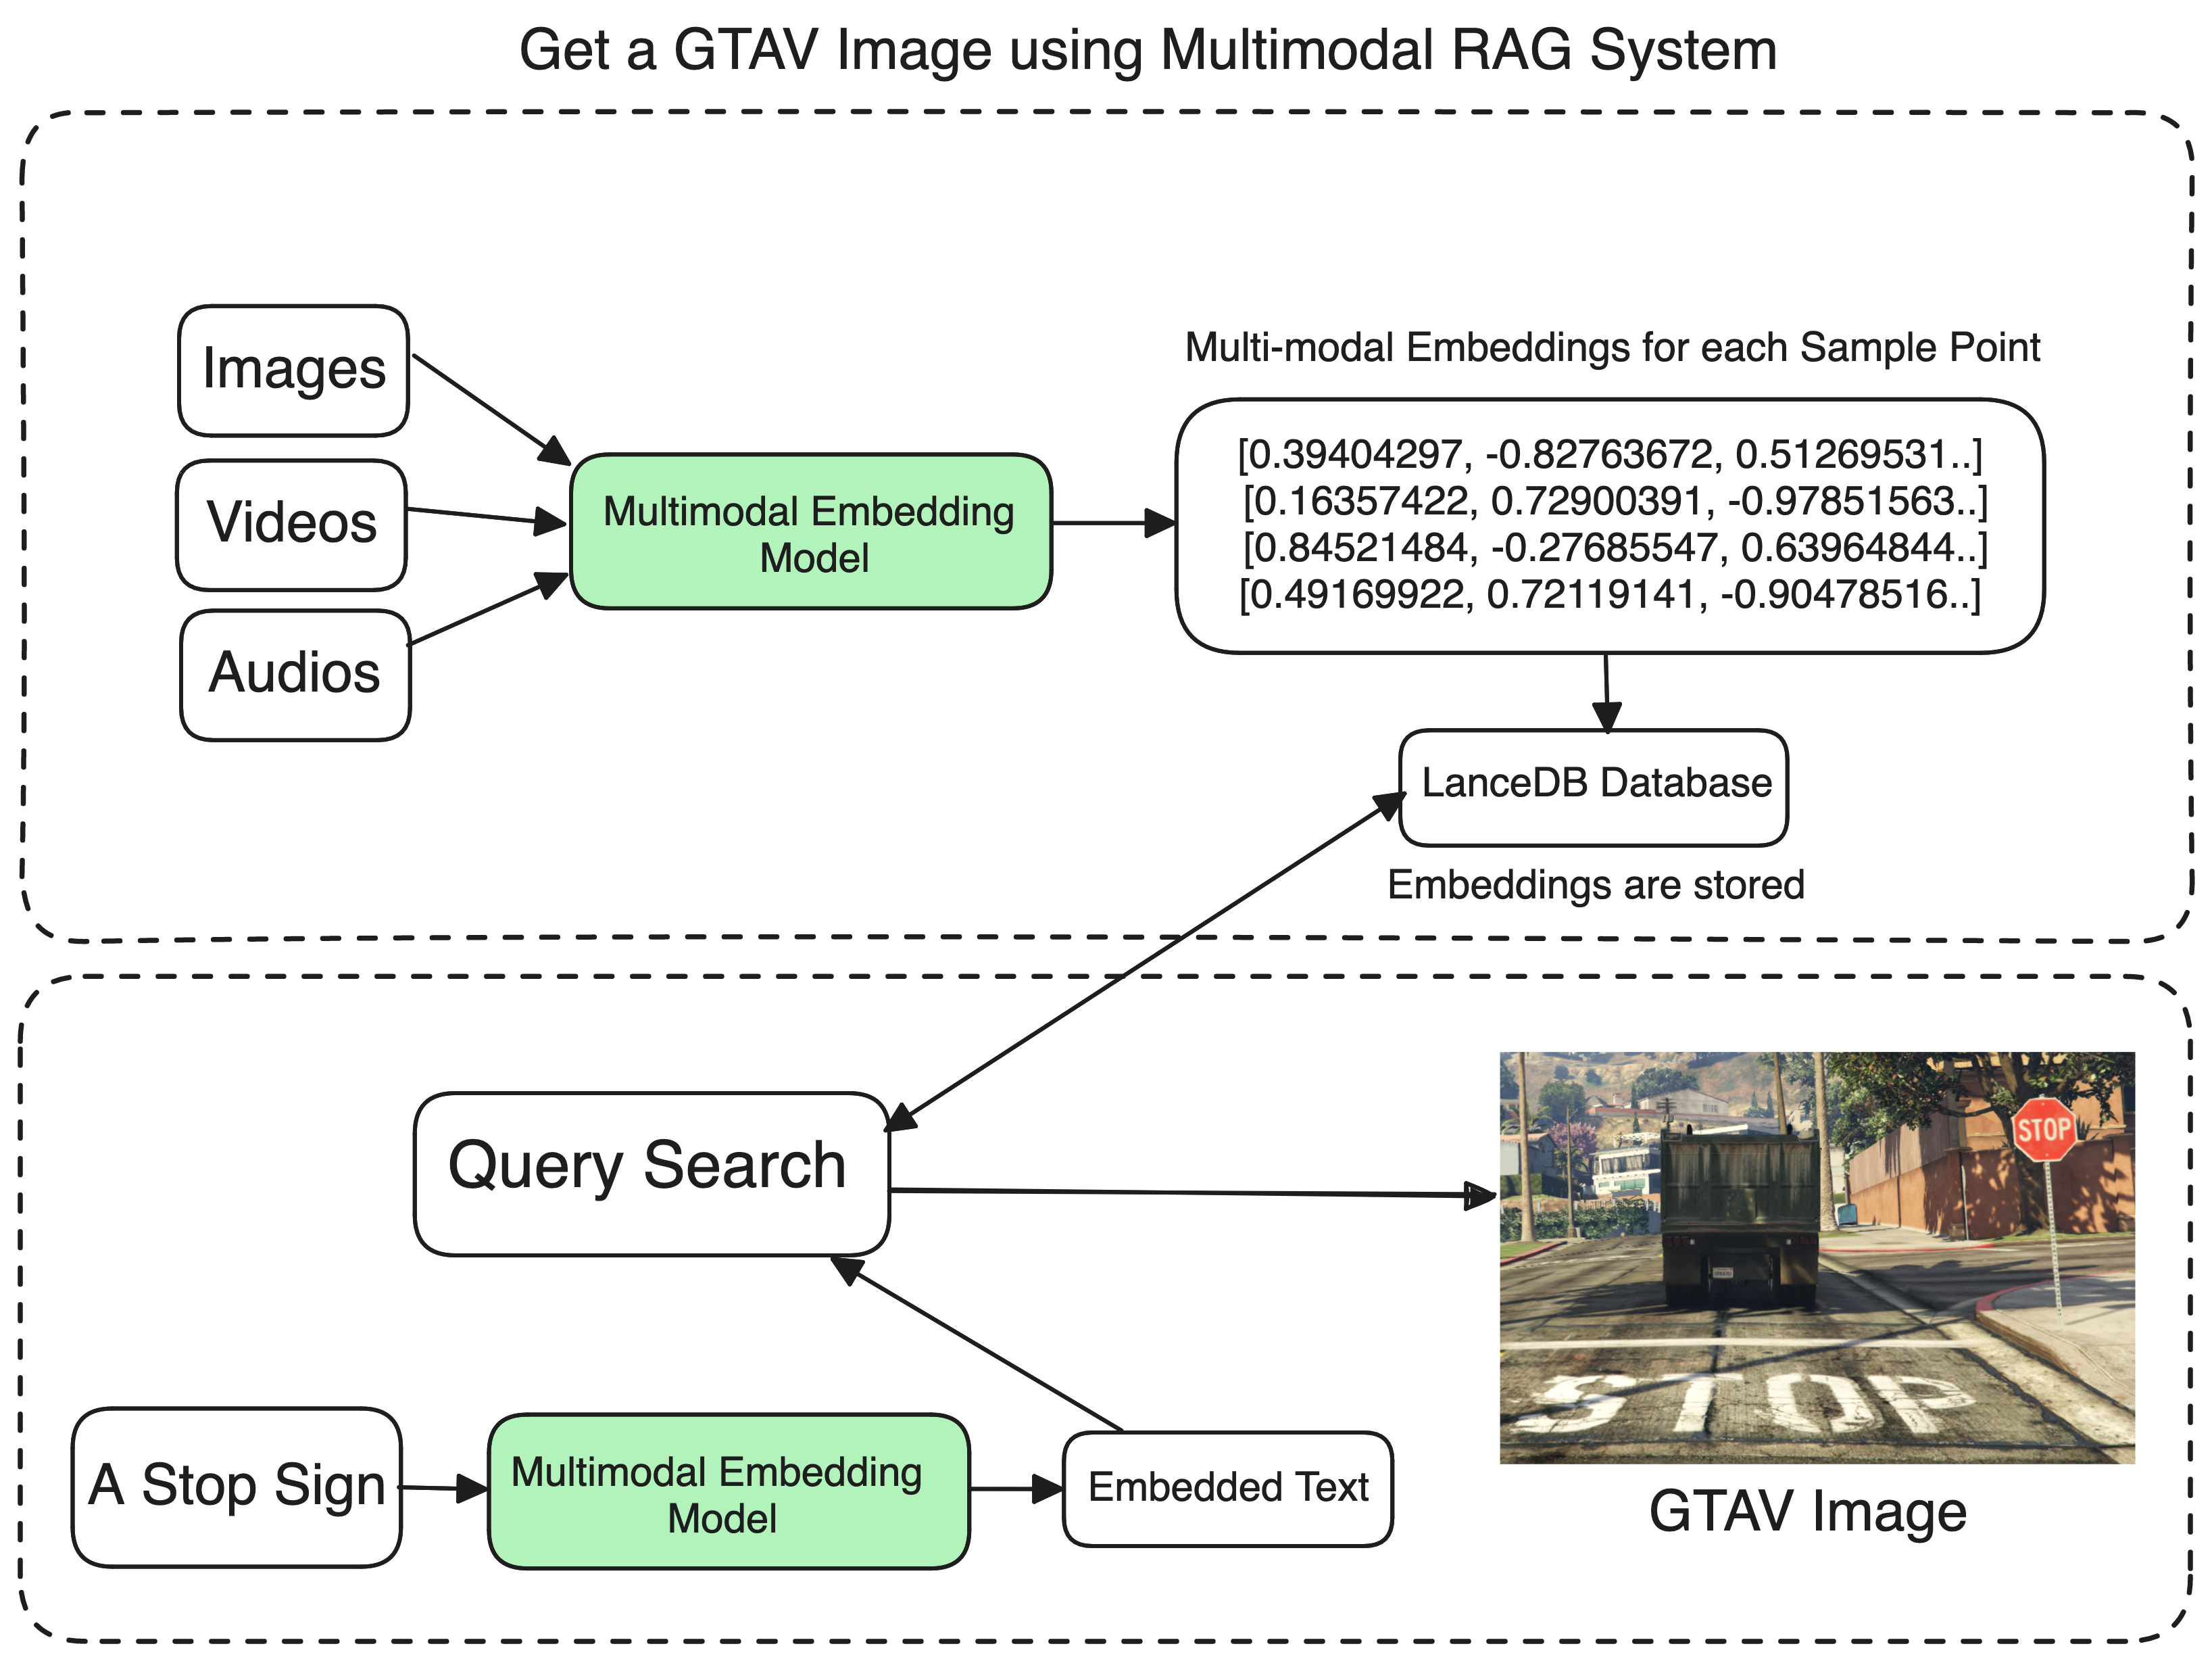 Get a GTAV Image using Multimodal RAG System
Images
Videos
Audios
Multimodal Embedding
Model
Multi-modal Embeddings for each Sample Point
[0.39404297, -0.82763672, 0.51269531..]
[0.16357422, 0.72900391, -0.97851563..]
[0.84521484, -0.27685547, 0.63964844..]
[0.49169922, 0.72119141, -0.90478516..]
LanceDB Database
Embeddings are stored
Query Search
STOP
STOP
GTAV Image
A Stop Sign
Multimodal Embedding
Model
Embedded Text